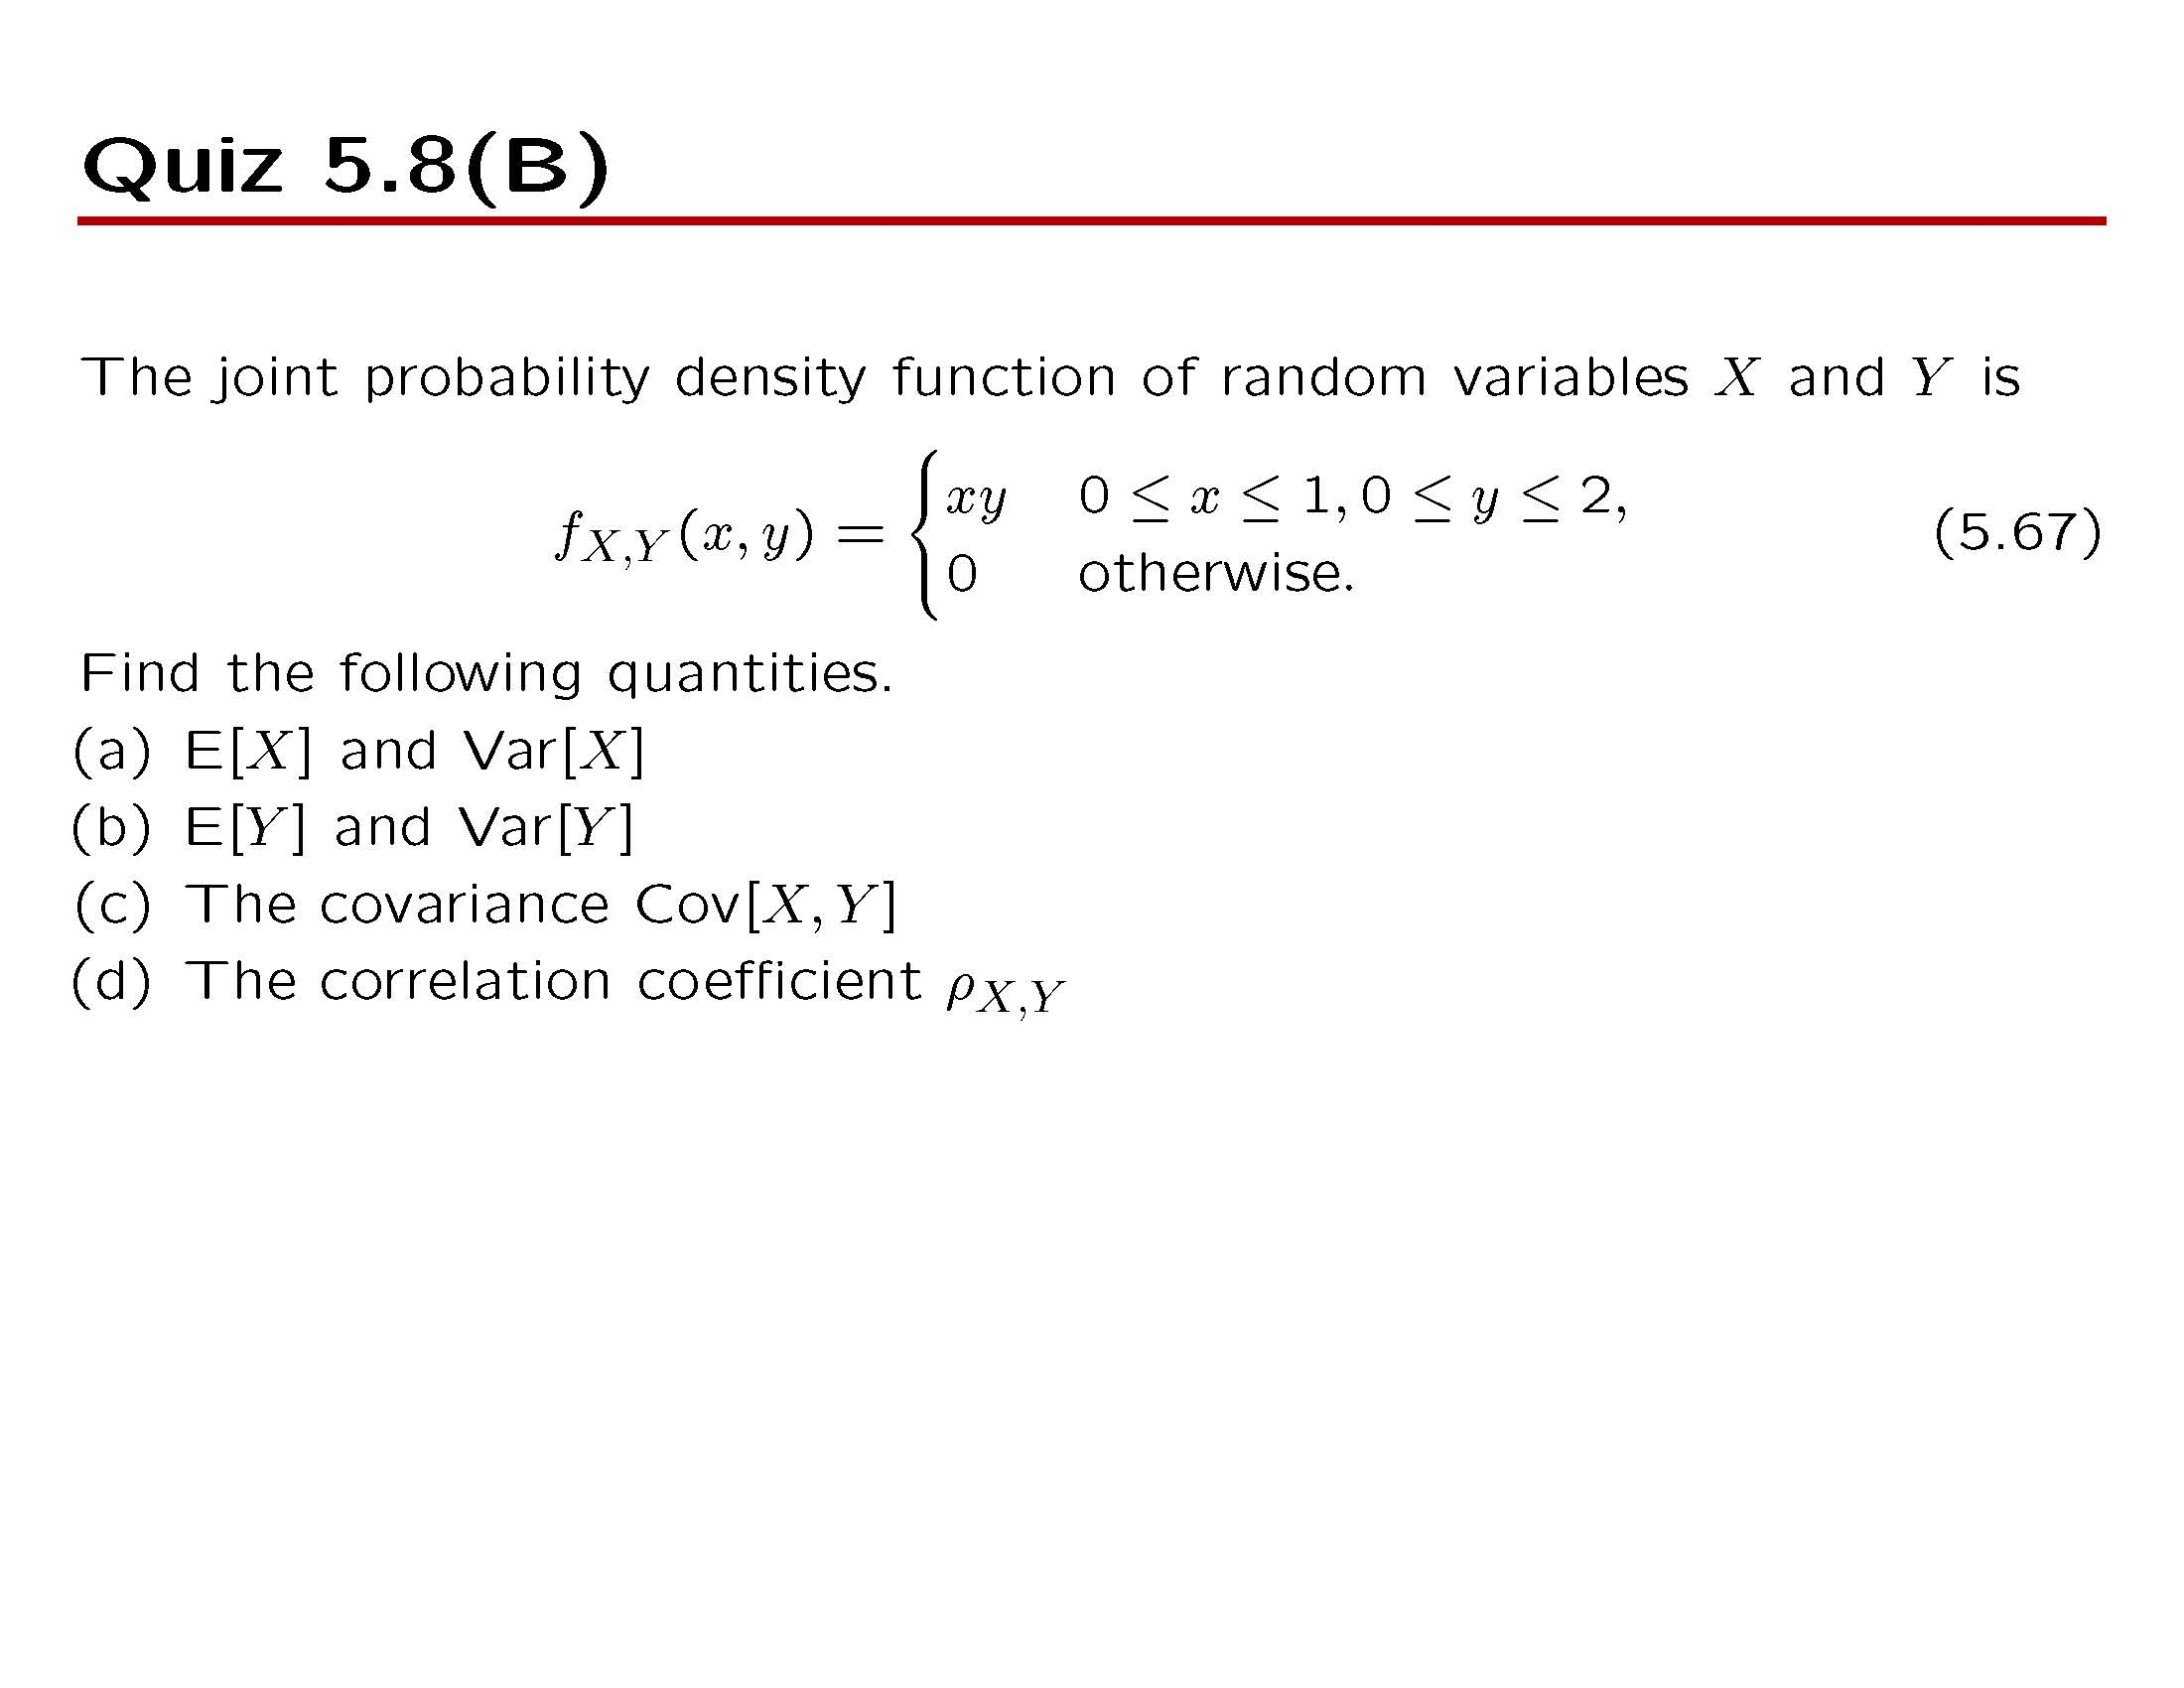 Quiz 5.8(B)
The joint probability density function of random variables X and Y is
f_{X,Y}(x, y) = { xy 0 ≤ x ≤ 1, 0 ≤ y ≤ 2,
0 otherwise. (5.67)
Find the following quantities.
(a) E[X] and Var[X]
(b) E[Y] and Var[Y]
(c) The covariance Cov[X, Y]
(d) The correlation coefficient ρ_{X,Y}